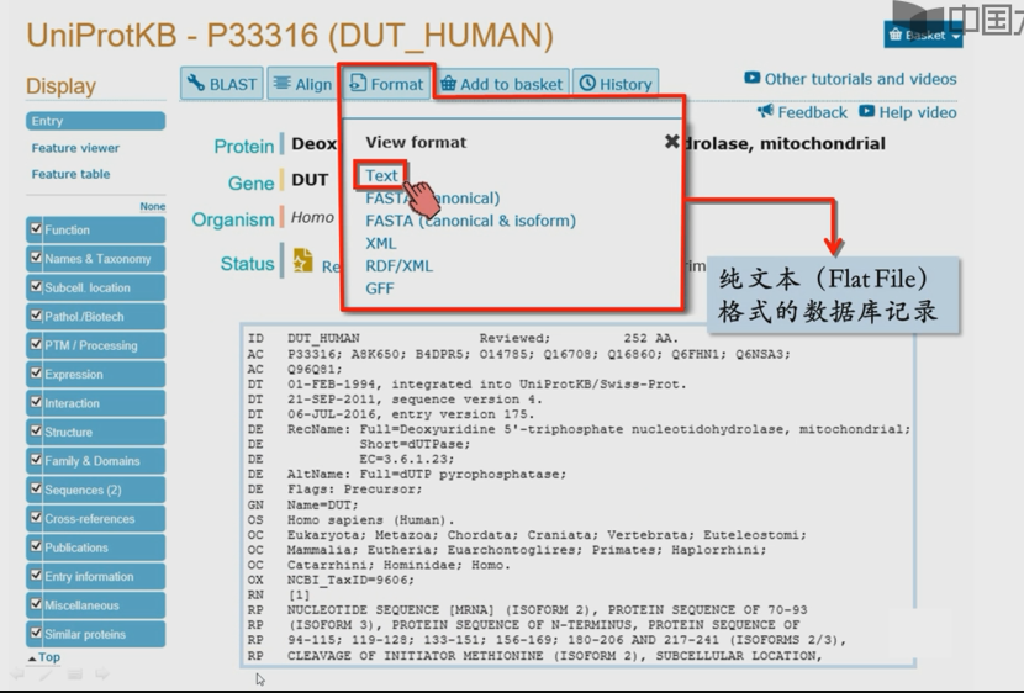 UniProtKB - P33316 (DUT_HUMAN)
中国大
Basket
Display
BLAST
Align
Format
Add to basket
History
Other tutorials and videos
Feedback
Help video
Entry
Feature viewer
Feature table
None
Function
Names & Taxonomy
Subcell. location
Pathol./Biotech
PTM / Processing
Expression
Interaction
Structure
Family & Domains
Sequences (2)
Cross-references
Publications
Entry information
Miscellaneous
Similar proteins
Top
Protein
Deox
drolase, mitochondrial
Gene
DUT
Organism
Homo
Status
Re
View format
Text
FASTA (canonical)
FASTA (canonical & isoform)
XML
RDF/XML
GFF
纯文本（Flat File）
格式的数据库记录
ID DUT_HUMAN Reviewed; 252 AA.
AC P33316; A8K650; B4DPR5; O14785; Q16708; Q16860; Q6FHN1; Q6NSA3;
AC Q96Q81;
DT 01-FEB-1994, integrated into UniProtKB/Swiss-Prot.
DT 21-SEP-2011, sequence version 4.
DT 06-JUL-2016, entry version 175.
DE RecName: Full=Deoxyuridine 5'-triphosphate nucleotidohydrolase, mitochondrial;
DE Short=dUTPase;
DE EC=3.6.1.23;
DE AltName: Full=dUTP pyrophosphatase;
DE Flags: Precursor;
GN Name=DUT;
OS Homo sapiens (Human).
OC Eukaryota; Metazoa; Chordata; Craniata; Vertebrata; Euteleostomi;
OC Mammalia; Eutheria; Euarchontoglires; Primates; Haplorrhini;
OC Catarrhini; Hominidae; Homo.
OX NCBI_TaxID=9606;
RN [1]
RP NUCLEOTIDE SEQUENCE [MRNA] (ISOFORM 2), PROTEIN SEQUENCE OF 70-93
RP (ISOFORM 3), PROTEIN SEQUENCE OF N-TERMINUS, PROTEIN SEQUENCE OF
RP 94-115; 119-128; 133-151; 156-169; 180-206 AND 217-241 (ISOFORMS 2/3),
RP CLEAVAGE OF INITIATOR METHIONINE (ISOFORM 2), SUBCELLULAR LOCATION,